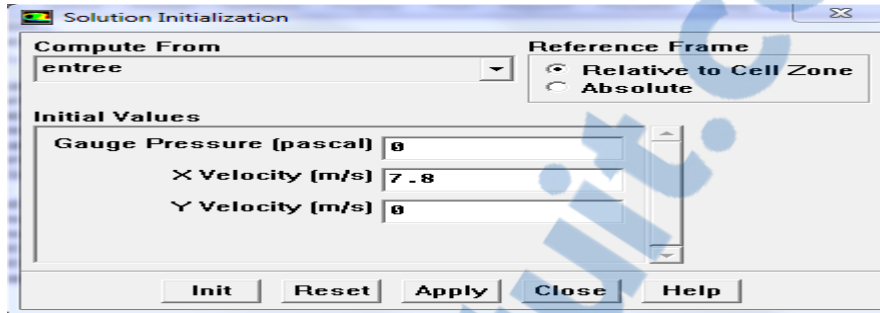 Solution Initialization
Compute From
entree
Reference Frame
Relative to Cell Zone
Absolute
Initial Values
Gauge Pressure (pascal) 0
X Velocity (m/s) 7.8
Y Velocity (m/s) 0
Init Reset Apply Close Help